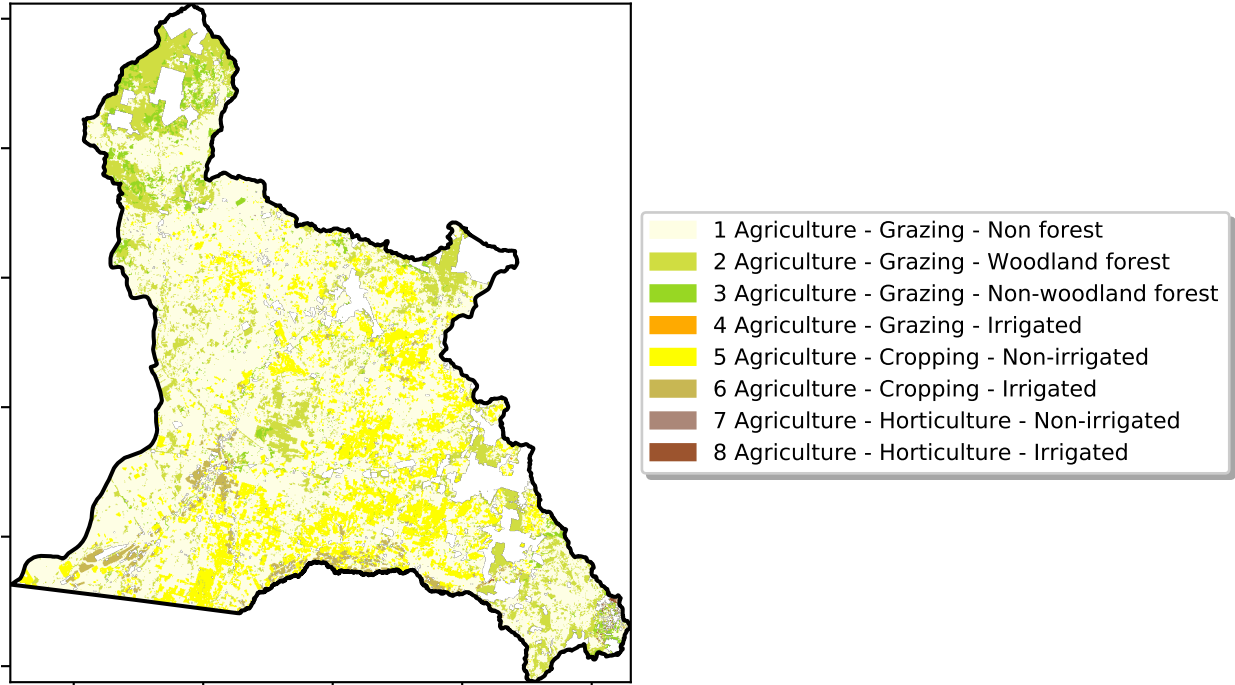 1 Agriculture - Grazing - Non forest
2 Agriculture - Grazing - Woodland forest
3 Agriculture - Grazing - Non-woodland forest
4 Agriculture - Grazing - Irrigated
5 Agriculture - Cropping - Non-irrigated
6 Agriculture - Cropping - Irrigated
7 Agriculture - Horticulture - Non-irrigated
8 Agriculture - Horticulture - Irrigated